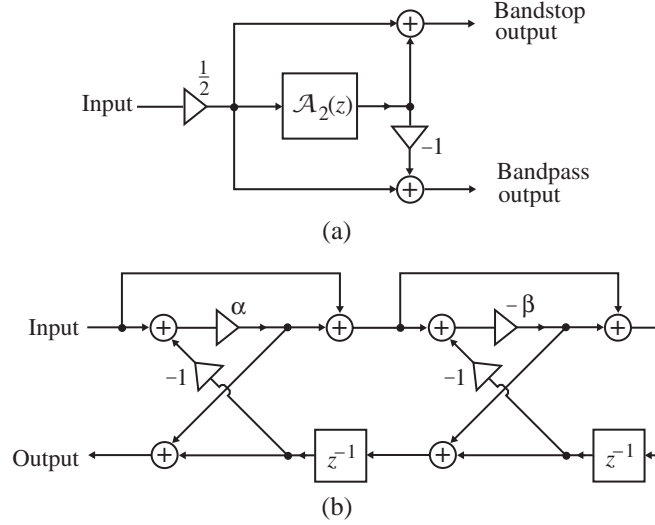 Bandstop
output
1/2
Input
𝒜₂(z)
–1
Bandpass
output
(a)
α
– β
Input
–1
–1
Output
z⁻¹
z⁻¹
(b)